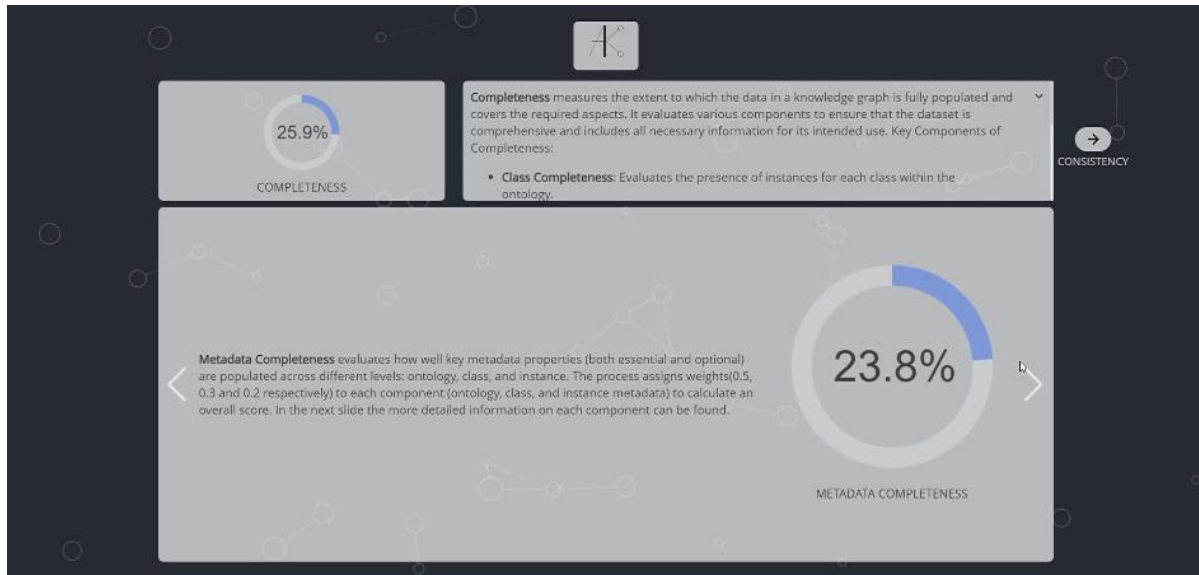 25.9%
COMPLETENESS
Completeness measures the extent to which the data in a knowledge graph is fully populated and
covers the required aspects. It evaluates various components to ensure that the dataset is
comprehensive and includes all necessary information for its intended use. Key Components of
Completeness:
• Class Completeness: Evaluates the presence of instances for each class within the
ontology.
CONSISTENCY
Metadata Completeness evaluates how well key metadata properties (both essential and optional)
are populated across different levels: ontology, class, and instance. The process assigns weights(0.5,
0.3 and 0.2 respectively) to each component (ontology, class, and instance metadata) to calculate an
overall score. In the next slide the more detailed information on each component can be found.
23.8%
METADATA COMPLETENESS